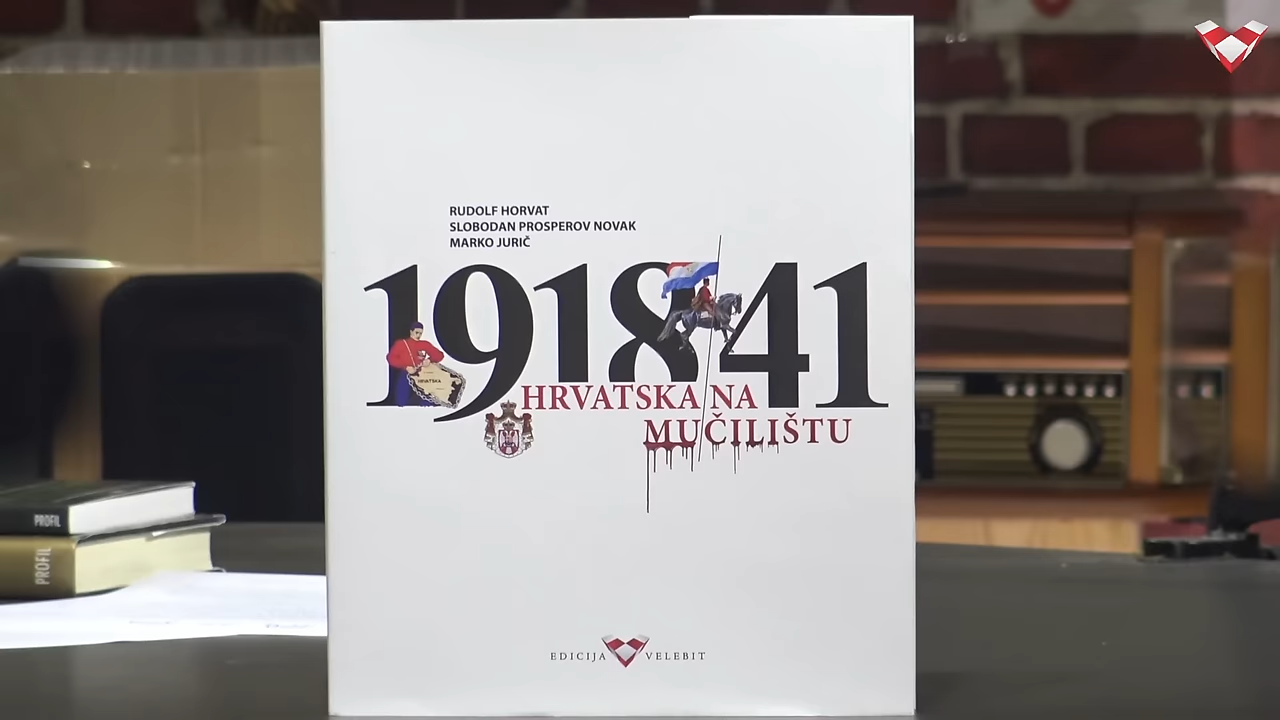 RUDOLF HORVAT
SLOBODAN PROSPEROV NOVAK
MARKO JURIČ
1918/41
HRVATSKA
HRVATSKA NA
MUČILIŠTU
PROFIL
PROFIL
EDICIJA VELEBIT